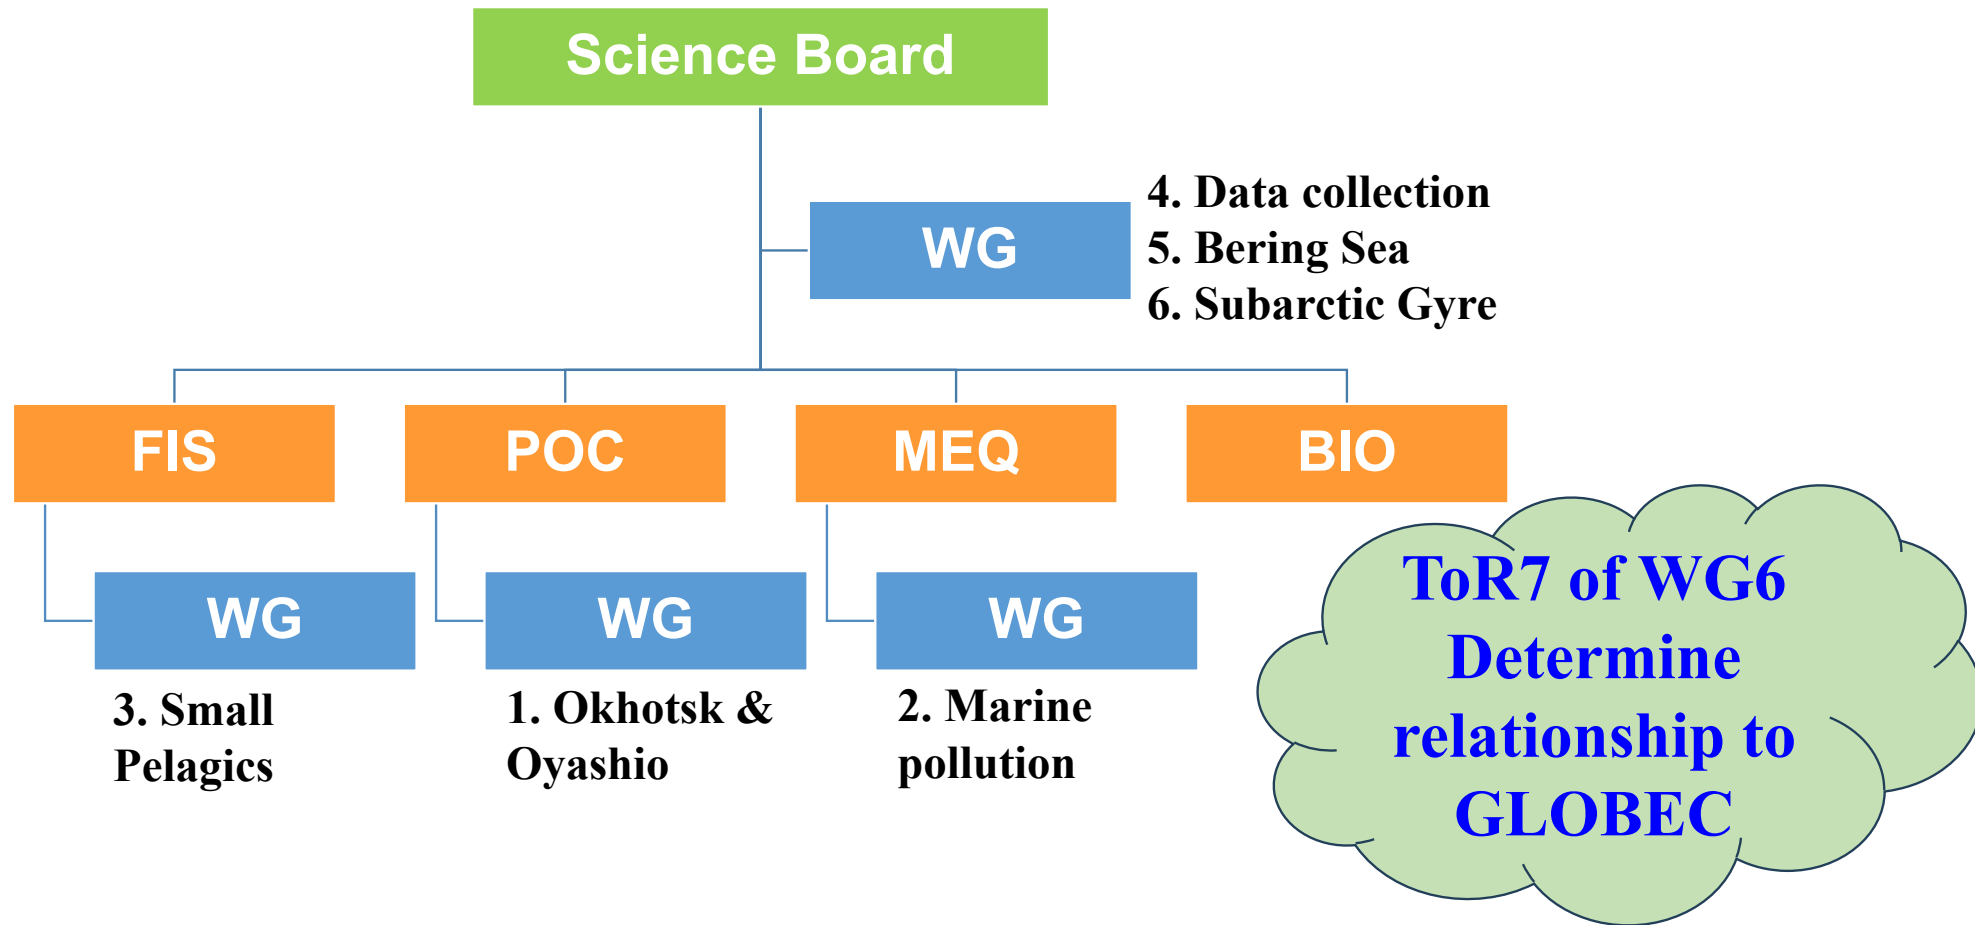 Science Board
WG
4. Data collection
5. Bering Sea
6. Subarctic Gyre
FIS
POC
MEQ
BIO
WG
WG
WG
3. Small
Pelagics
1. Okhotsk &
Oyashio
2. Marine
pollution
ToR7 of WG6
Determine
relationship to
GLOBEC